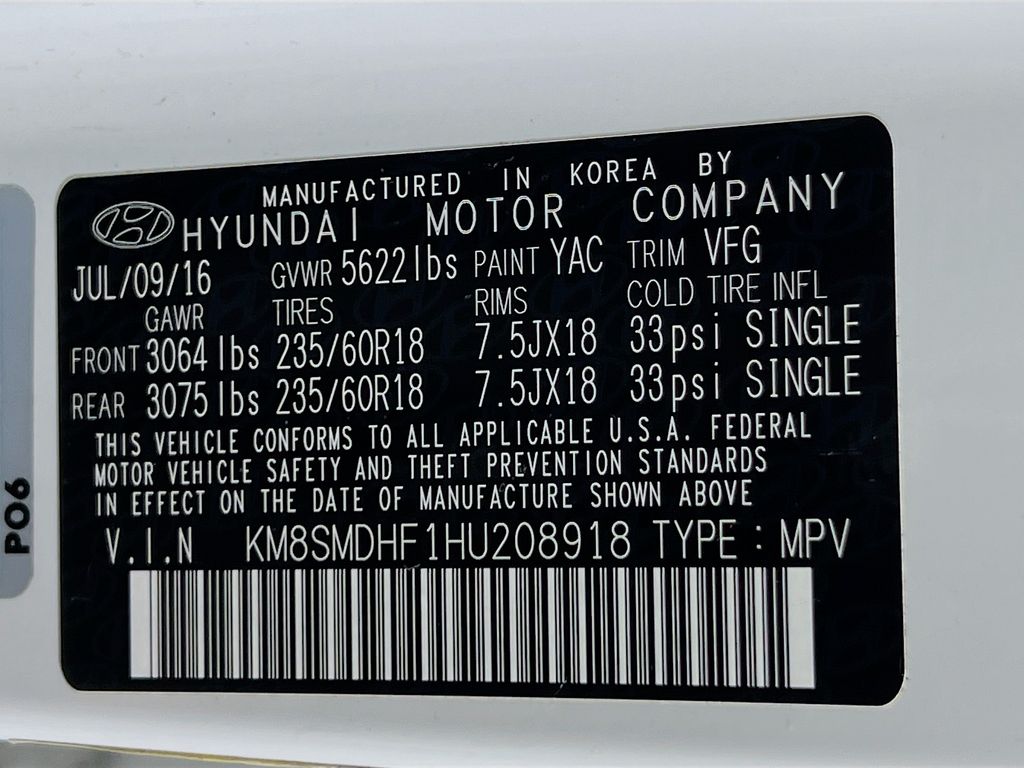 MANUFACTURED IN KOREA BY
HYUNDAI MOTOR COMPANY
JUL/09/16 GVWR 5622lbs PAINT YAC TRIM VFG
GAWR TIRES RIMS COLD TIRE INFL
FRONT 3064lbs 235/60R18 7.5JX18 33psi SINGLE
REAR 3075lbs 235/60R18 7.5JX18 33psi SINGLE
THIS VEHICLE CONFORMS TO ALL APPLICABLE U.S.A. FEDERAL
MOTOR VEHICLE SAFETY AND THEFT PREVENTION STANDARDS
IN EFFECT ON THE DATE OF MANUFACTURE SHOWN ABOVE
V.I.N KM8SMDHF1HU208918 TYPE : MPV
PO6